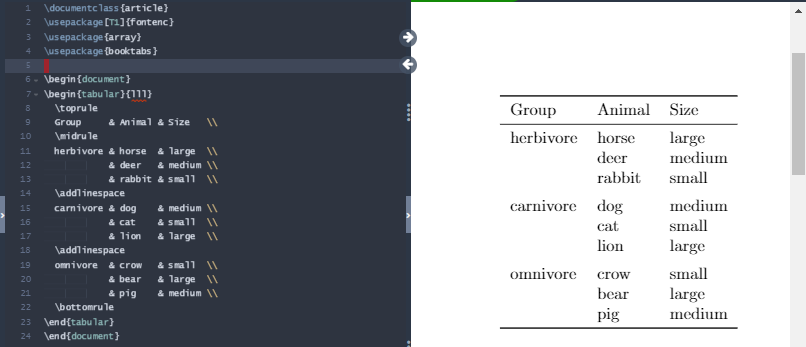 1 \documentclass{article}
2 \usepackage[T1]{fontenc}
3 \usepackage{array}
4 \usepackage{booktabs}
5
6 \begin{document}
7 \begin{tabular}{lll}
8 \toprule
9 Group & Animal & Size \\
10 \midrule
11 herbivore & horse & large \\
12 & deer & medium \\
13 & rabbit & small \\
14 \addlinespace
15 carnivore & dog & medium \\
16 & cat & small \\
17 & lion & large \\
18 \addlinespace
19 omnivore & crow & small \\
20 & bear & large \\
21 & pig & medium \\
22 \bottomrule
23 \end{tabular}
24 \end{document}
Group Animal Size
herbivore horse large
deer medium
rabbit small
carnivore dog medium
cat small
lion large
omnivore crow small
bear large
pig medium